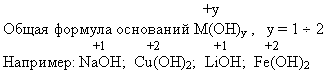 +y
Общая формула оснований M(OH)y , y = 1 ÷ 2
+1 +2 +1 +2
Например: NaOH; Cu(OH)2; LiOH; Fe(OH)2